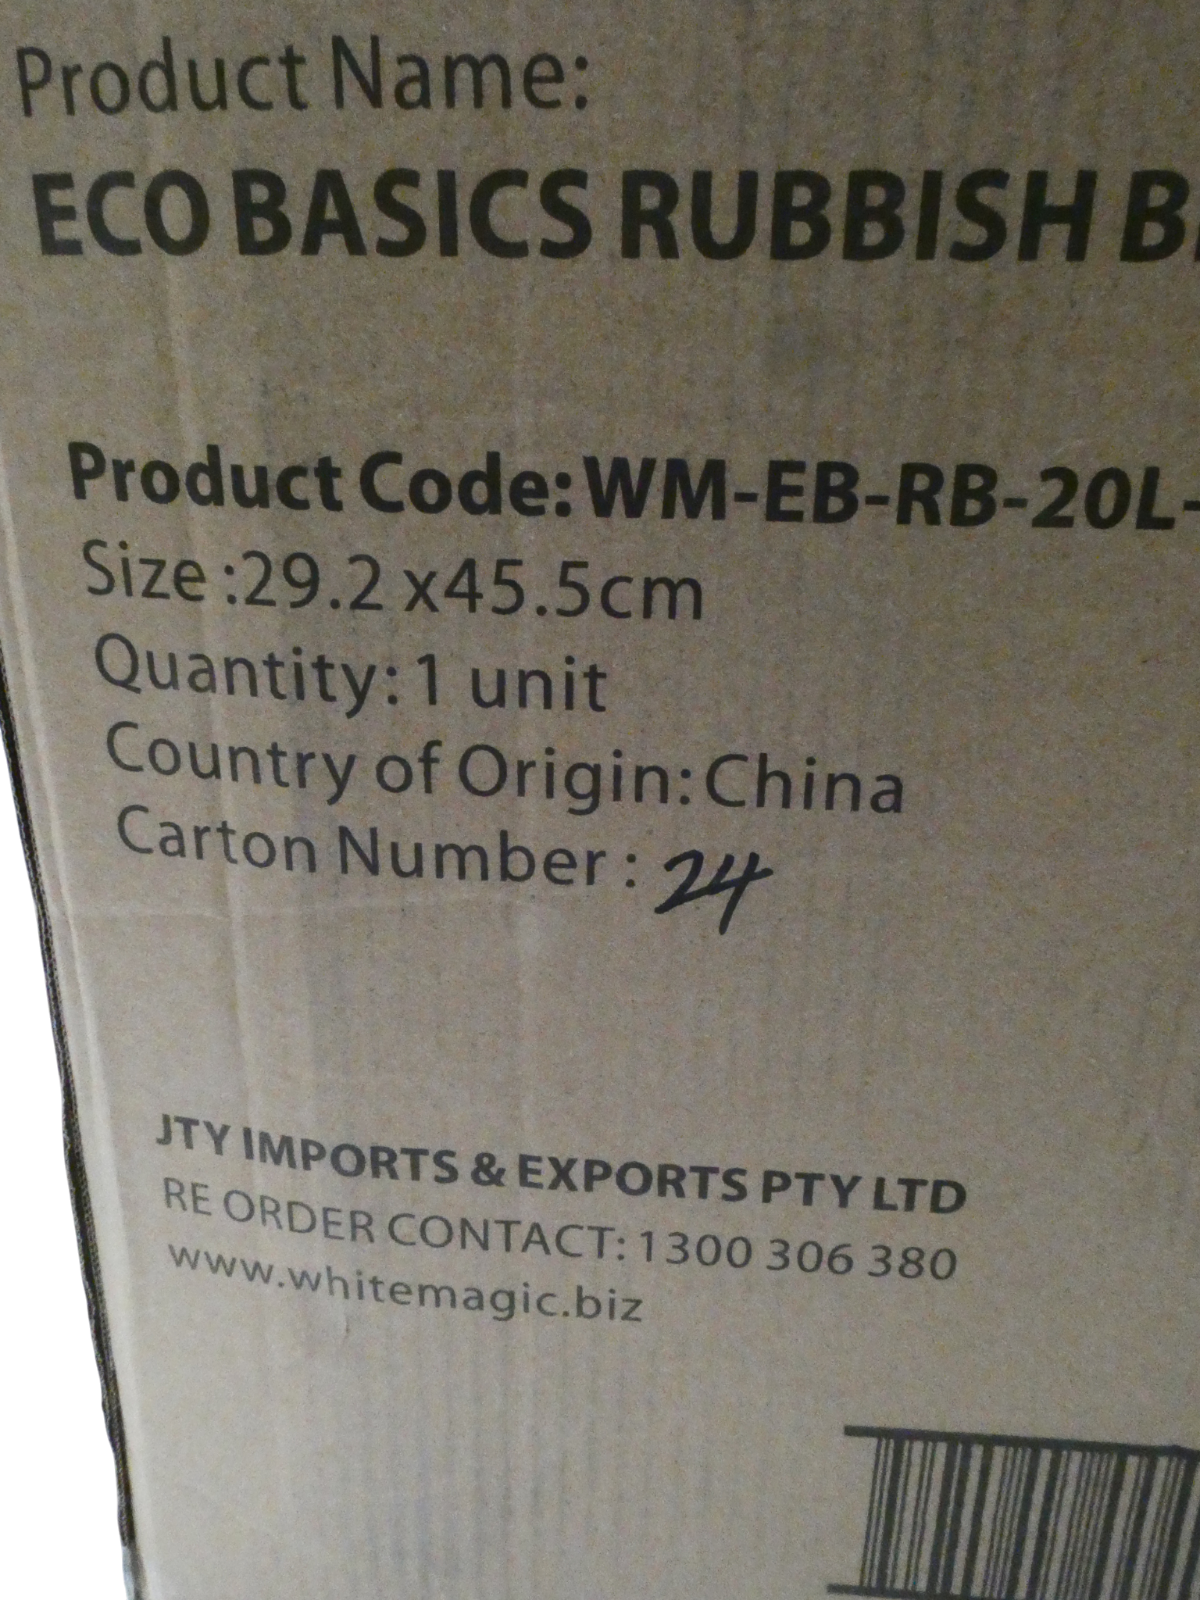 Product Name:
ECO BASICS RUBBISH
Product Code: WM-EB-RB-20L-
Size :29.2 x45.5cm
Quantity: 1 unit
Country of Origin: China
Carton Number : 24
JTY IMPORTS & EXPORTS PTY LTD
RE ORDER CONTACT: 1300 306 380
www.whitemagic.biz